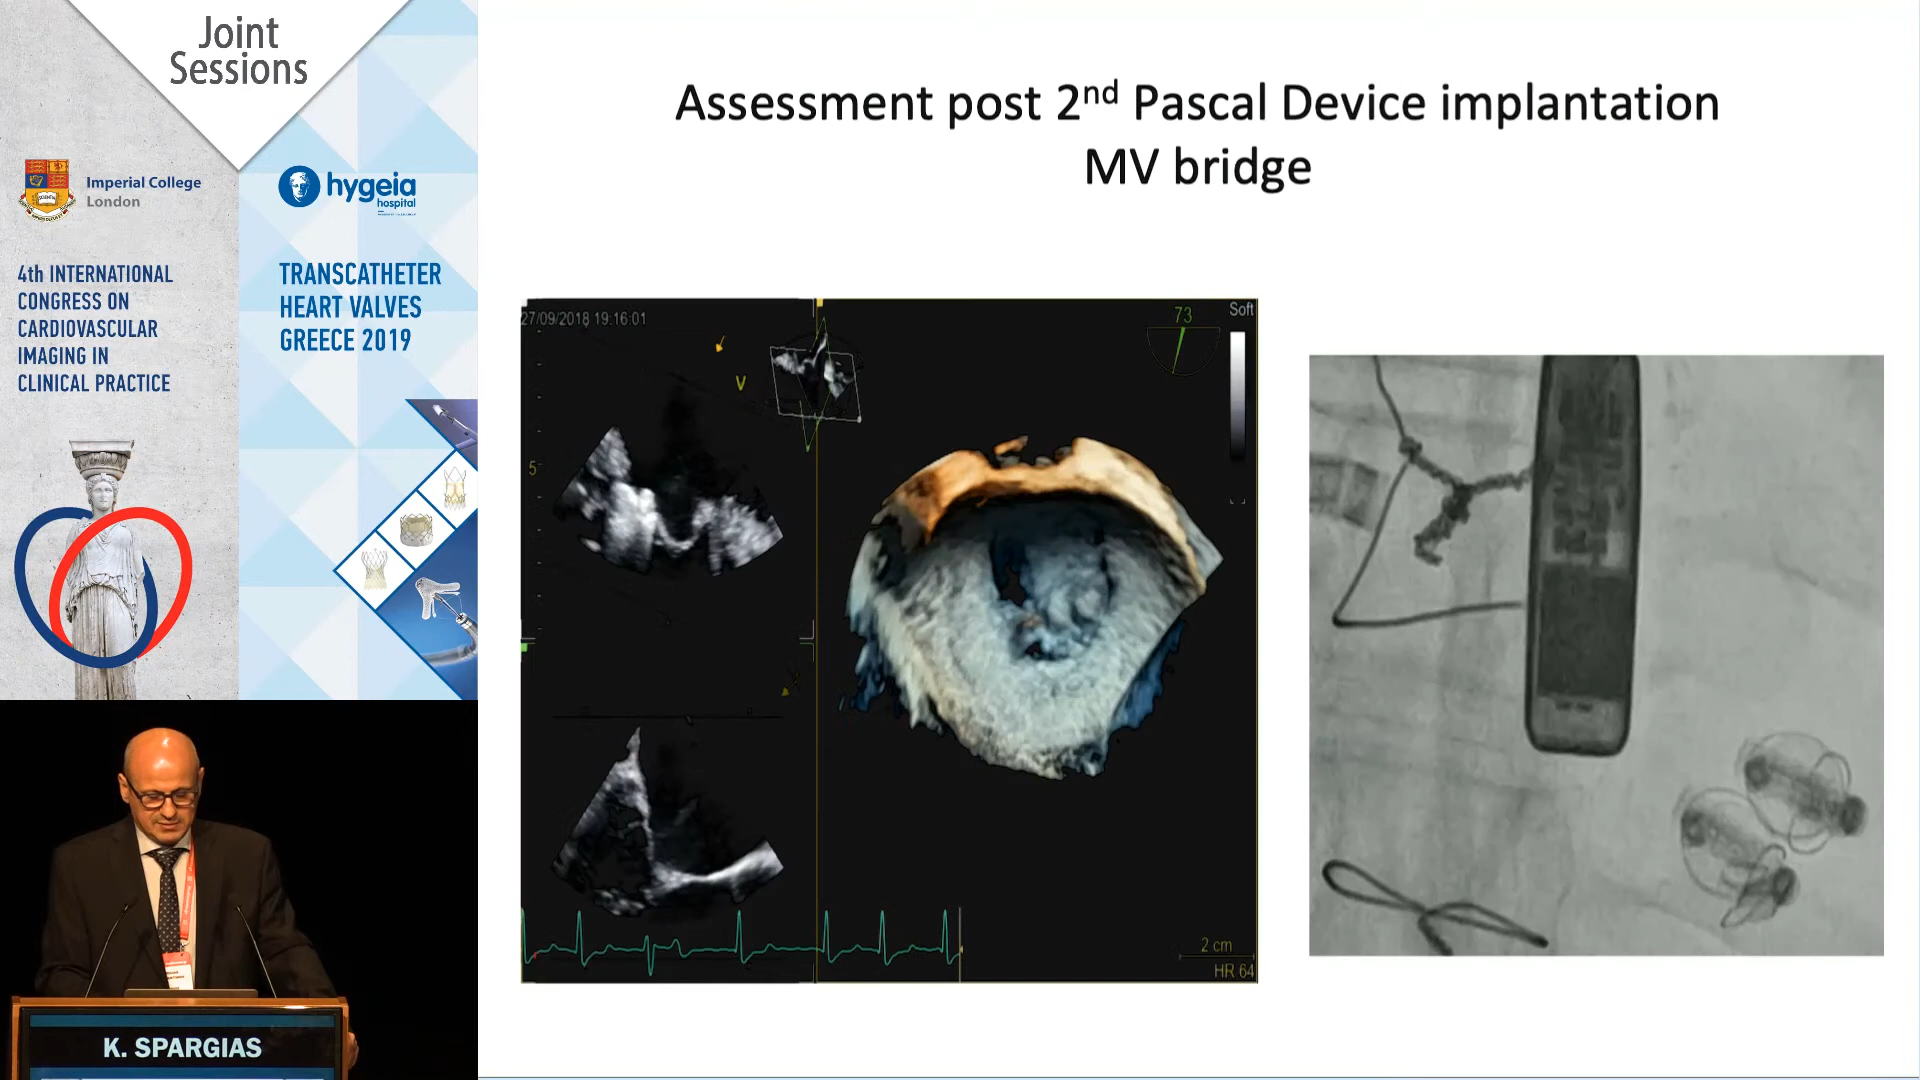 Joint
Sessions
Imperial College
London
hygeia
hospital
4th INTERNATIONAL
CONGRESS ON
CARDIOVASCULAR
IMAGING IN
CLINICAL PRACTICE
TRANSCATHETER
HEART VALVES
GREECE 2019
Assessment post 2nd Pascal Device implantation
MV bridge
27/09/2018 19:16:01
V
5
73
Soft
2 cm
HR 64
K. SPARGIAS